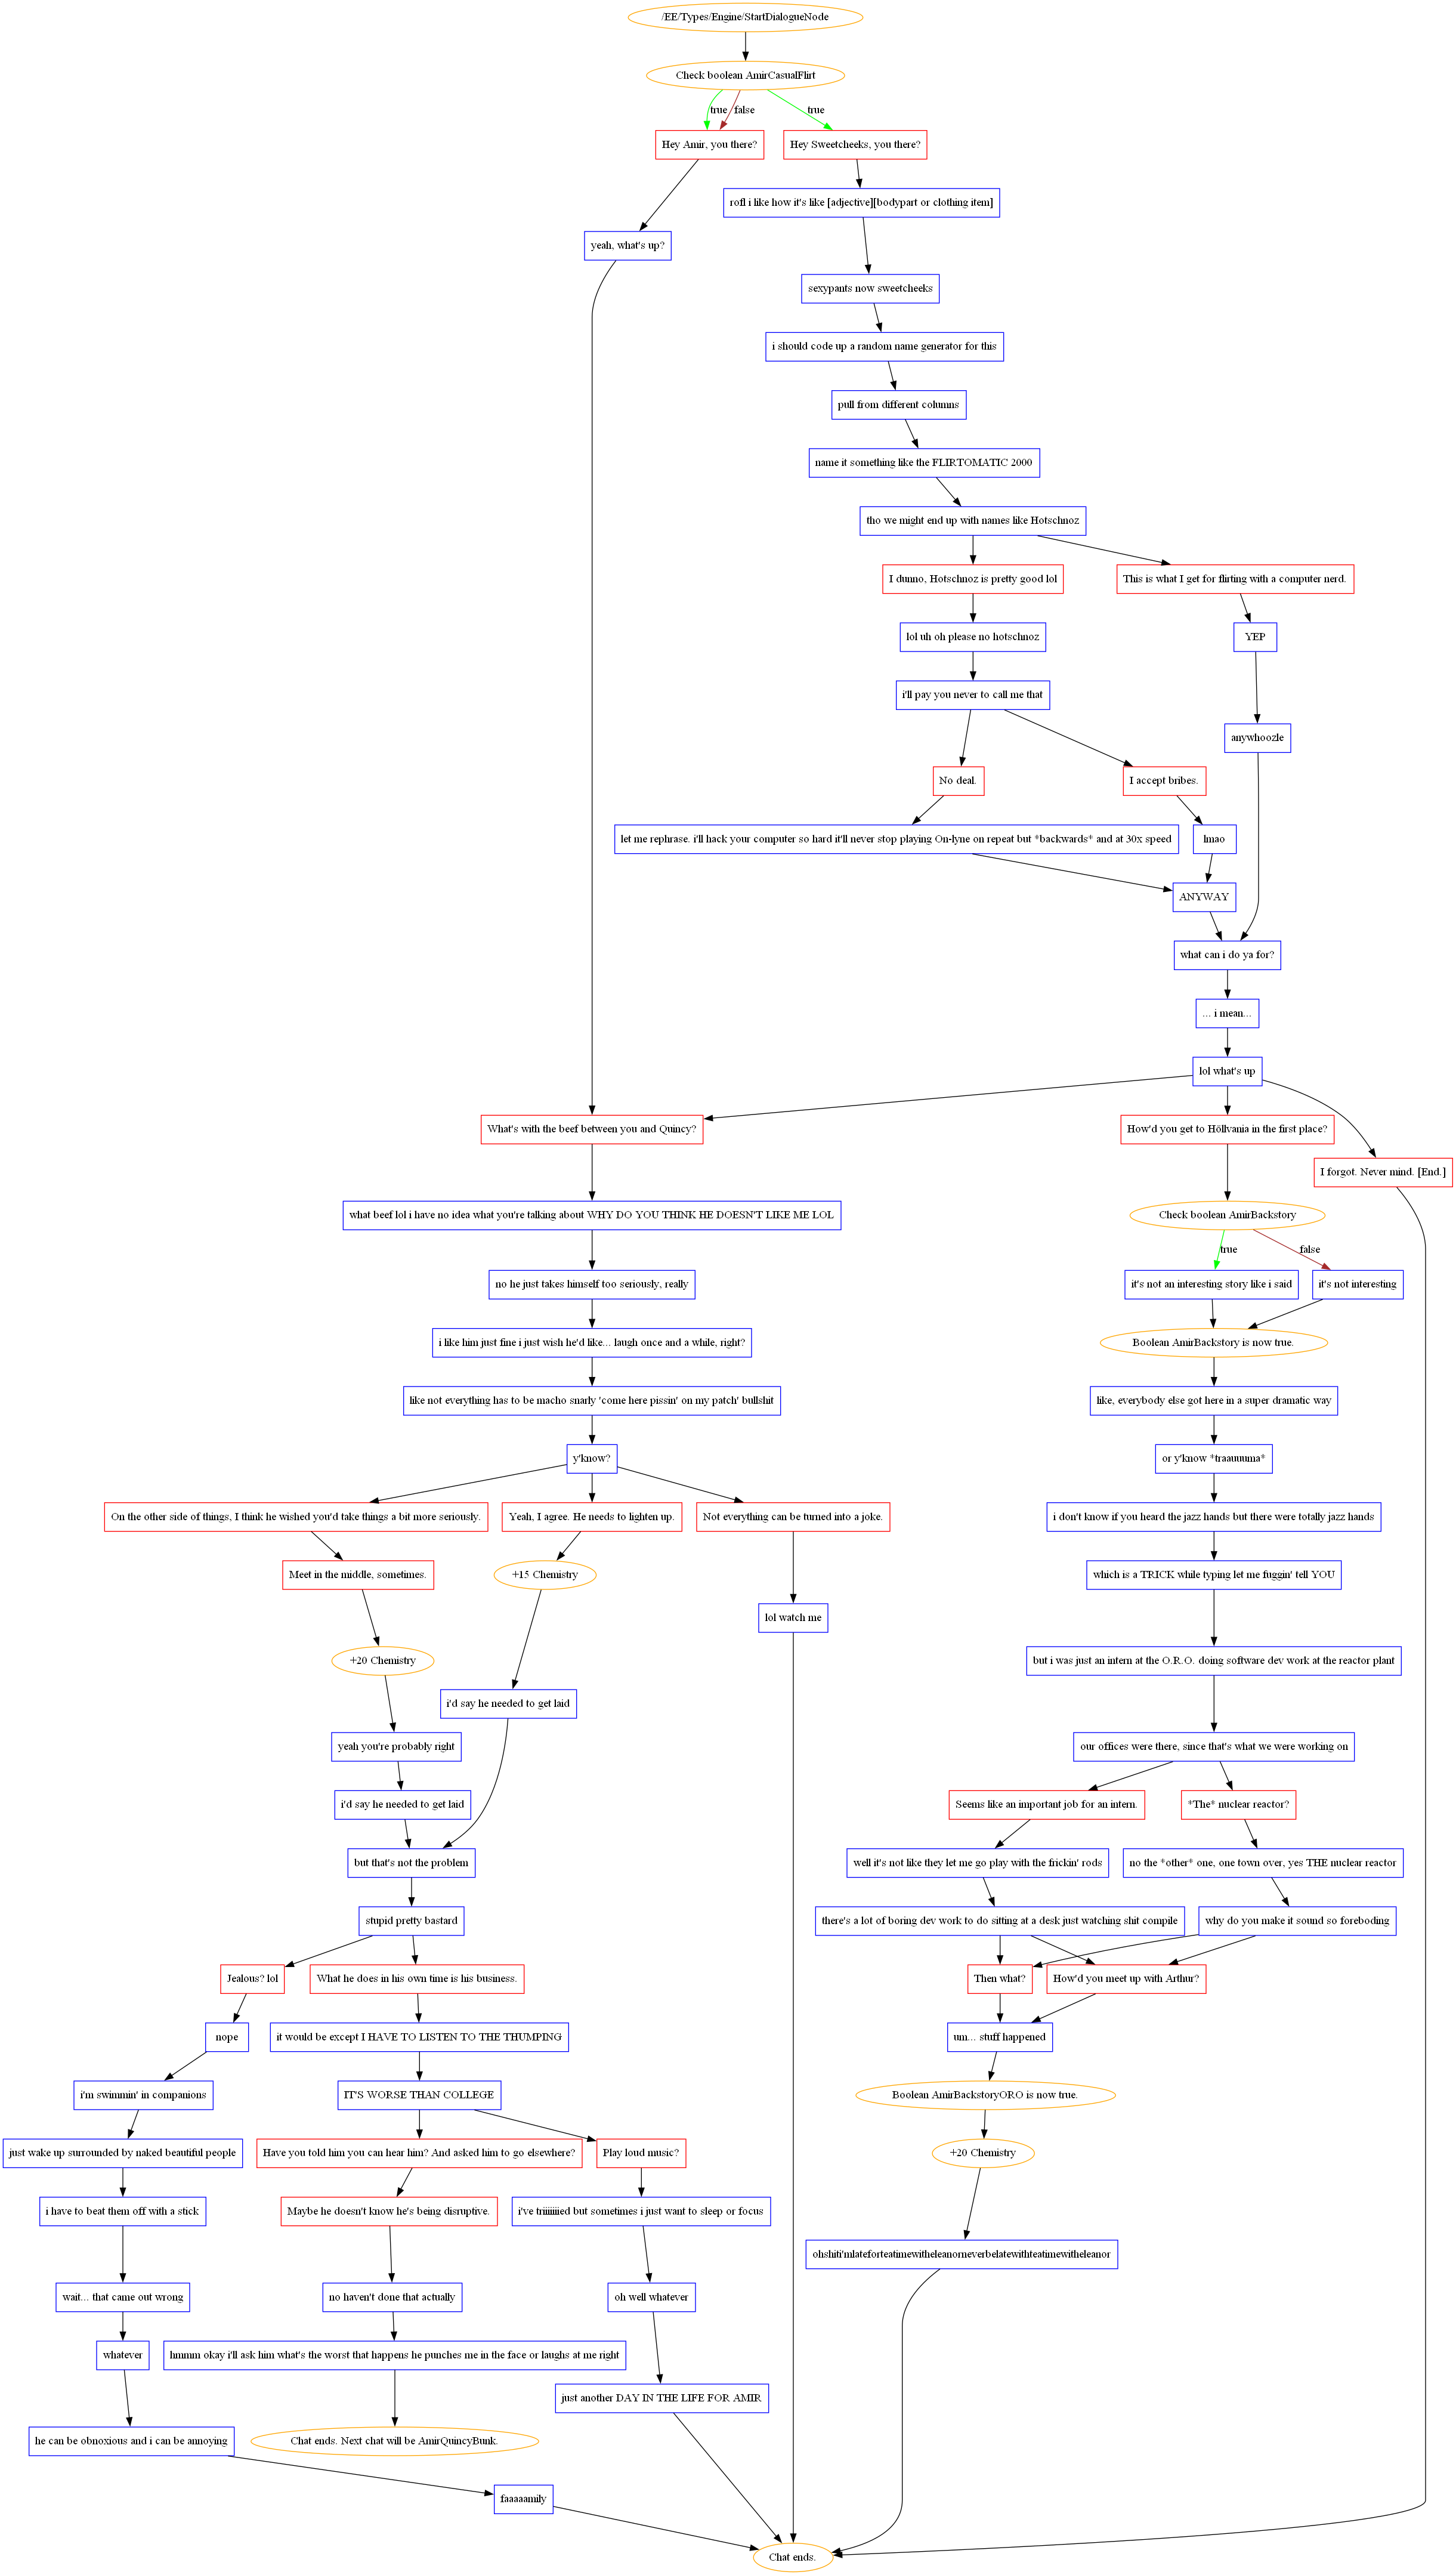 /EE/Types/Engine/StartDialogueNode
Check boolean AmirCasualFlirt
true
false
true
Hey Amir, you there?
Hey Sweetcheeks, you there?
rofl i like how it's like [adjective][bodypart or clothing item]
yeah, what's up?
sexypants now sweetcheeks
i should code up a random name generator for this
pull from different columns
name it something like the FLIRTOMATIC 2000
tho we might end up with names like Hotschnoz
I dunno, Hotschnoz is pretty good lol
This is what I get for flirting with a computer nerd.
lol uh oh please no hotschnoz
YEP
i'll pay you never to call me that
anywhoozle
No deal.
I accept bribes.
let me rephrase. i'll hack your computer so hard it'll never stop playing On-lyne on repeat but *backwards* and at 30x speed
lmao
ANYWAY
what can i do ya for?
... i mean...
lol what's up
What's with the beef between you and Quincy?
How'd you get to Höllvania in the first place?
I forgot. Never mind. [End.]
what beef lol i have no idea what you're talking about WHY DO YOU THINK HE DOESN'T LIKE ME LOL
Check boolean AmirBackstory
true
false
no he just takes himself too seriously, really
it's not an interesting story like i said
it's not interesting
i like him just fine i just wish he'd like... laugh once and a while, right?
Boolean AmirBackstory is now true.
like not everything has to be macho snarly 'come here pissin' on my patch' bullshit
like, everybody else got here in a super dramatic way
y'know?
or y'know *traauuuma*
On the other side of things, I think he wished you'd take things a bit more seriously.
Yeah, I agree. He needs to lighten up.
Not everything can be turned into a joke.
i don't know if you heard the jazz hands but there were totally jazz hands
Meet in the middle, sometimes.
+15 Chemistry
which is a TRICK while typing let me fuggin' tell YOU
lol watch me
+20 Chemistry
but i was just an intern at the O.R.O. doing software dev work at the reactor plant
i'd say he needed to get laid
yeah you're probably right
our offices were there, since that's what we were working on
i'd say he needed to get laid
Seems like an important job for an intern.
*The* nuclear reactor?
but that's not the problem
well it's not like they let me go play with the frickin' rods
no the *other* one, one town over, yes THE nuclear reactor
stupid pretty bastard
there's a lot of boring dev work to do sitting at a desk just watching shit compile
why do you make it sound so foreboding
Jealous? lol
What he does in his own time is his business.
Then what?
How'd you meet up with Arthur?
nope
it would be except I HAVE TO LISTEN TO THE THUMPING
um... stuff happened
i'm swimmin' in companions
IT'S WORSE THAN COLLEGE
Boolean AmirBackstoryORO is now true.
just wake up surrounded by naked beautiful people
Have you told him you can hear him? And asked him to go elsewhere?
Play loud music?
+20 Chemistry
i have to beat them off with a stick
Maybe he doesn't know he's being disruptive.
i've triiiiiiied but sometimes i just want to sleep or focus
ohshiti'mlateforteatimewitheleanorneverbelatewithteatimewitheleanor
wait... that came out wrong
no haven't done that actually
oh well whatever
whatever
hmmm okay i'll ask him what's the worst that happens he punches me in the face or laughs at me right
just another DAY IN THE LIFE FOR AMIR
he can be obnoxious and i can be annoying
Chat ends. Next chat will be AmirQuincyBunk.
faaaaamily
Chat ends.